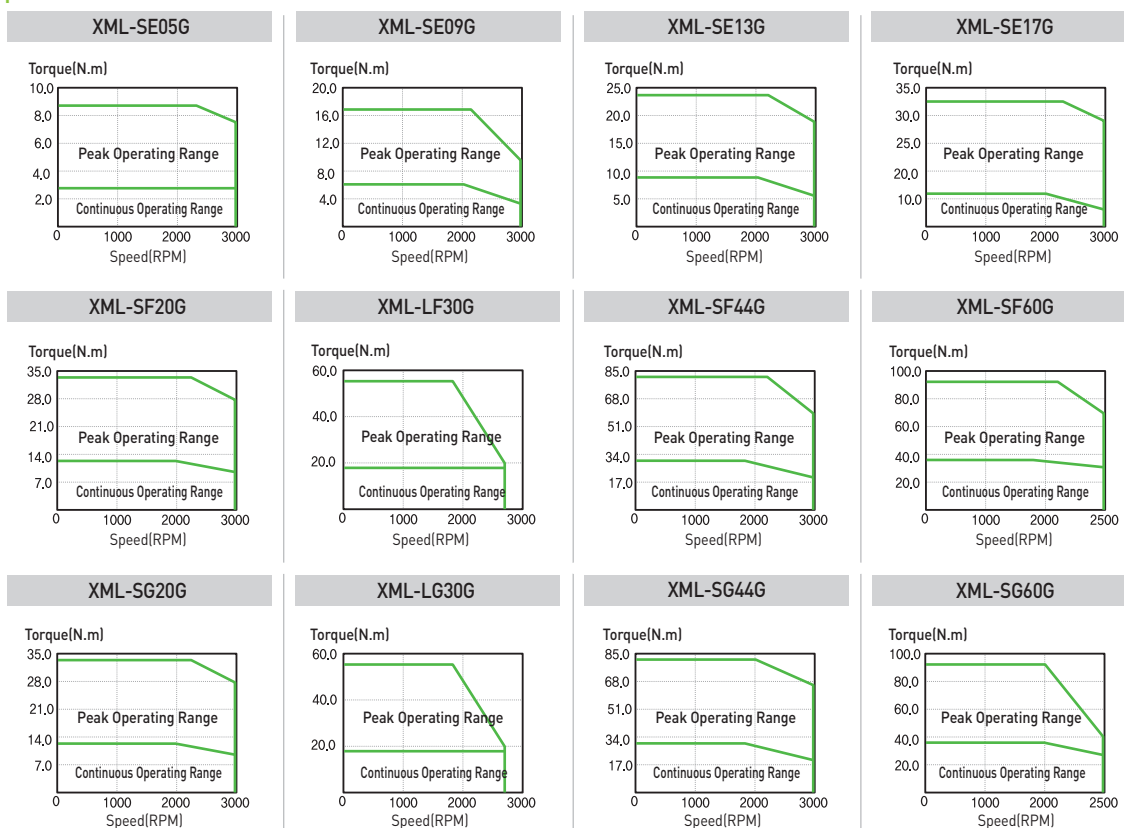 XML-SE05G
Torque(N.m)
10.0
8.0
6.0
Peak Operating Range
4.0
2.0
Continuous Operating Range
0 1000 2000 3000
Speed(RPM)
XML-SE09G
Torque(N.m)
20.0
16.0
12.0
Peak Operating Range
8.0
4.0
Continuous Operating Range
0 1000 2000 3000
Speed(RPM)
XML-SE13G
Torque(N.m)
25.0
20.0
15.0
Peak Operating Range
10.0
5.0
Continuous Operating Range
0 1000 2000 3000
Speed(RPM)
XML-SE17G
Torque(N.m)
35.0
30.0
25.0
Peak Operating Range
20.0
10.0
Continuous Operating Range
0 1000 2000 3000
Speed(RPM)
XML-SF20G
Torque(N.m)
35.0
28.0
21.0
Peak Operating Range
14.0
7.0
Continuous Operating Range
0 1000 2000 3000
Speed(RPM)
XML-LF30G
Torque(N.m)
60.0
40.0
Peak Operating Range
20.0
Continuous Operating Range
0 1000 2000 3000
Speed(RPM)
XML-SF44G
Torque(N.m)
85.0
68.0
51.0
Peak Operating Range
34.0
17.0
Continuous Operating Range
0 1000 2000 3000
Speed(RPM)
XML-SF60G
Torque(N.m)
100.0
80.0
60.0
Peak Operating Range
40.0
20.0
Continuous Operating Range
0 1000 2000 2500
Speed(RPM)
XML-SG20G
Torque(N.m)
35.0
28.0
21.0
Peak Operating Range
14.0
7.0
Continuous Operating Range
0 1000 2000 3000
Speed(RPM)
XML-LG30G
Torque(N.m)
60.0
40.0
Peak Operating Range
20.0
Continuous Operating Range
0 1000 2000 3000
Speed(RPM)
XML-SG44G
Torque(N.m)
85.0
68.0
51.0
Peak Operating Range
34.0
17.0
Continuous Operating Range
0 1000 2000 3000
Speed(RPM)
XML-SG60G
Torque(N.m)
100.0
80.0
60.0
Peak Operating Range
40.0
20.0
Continuous Operating Range
0 1000 2000 2500
Speed(RPM)